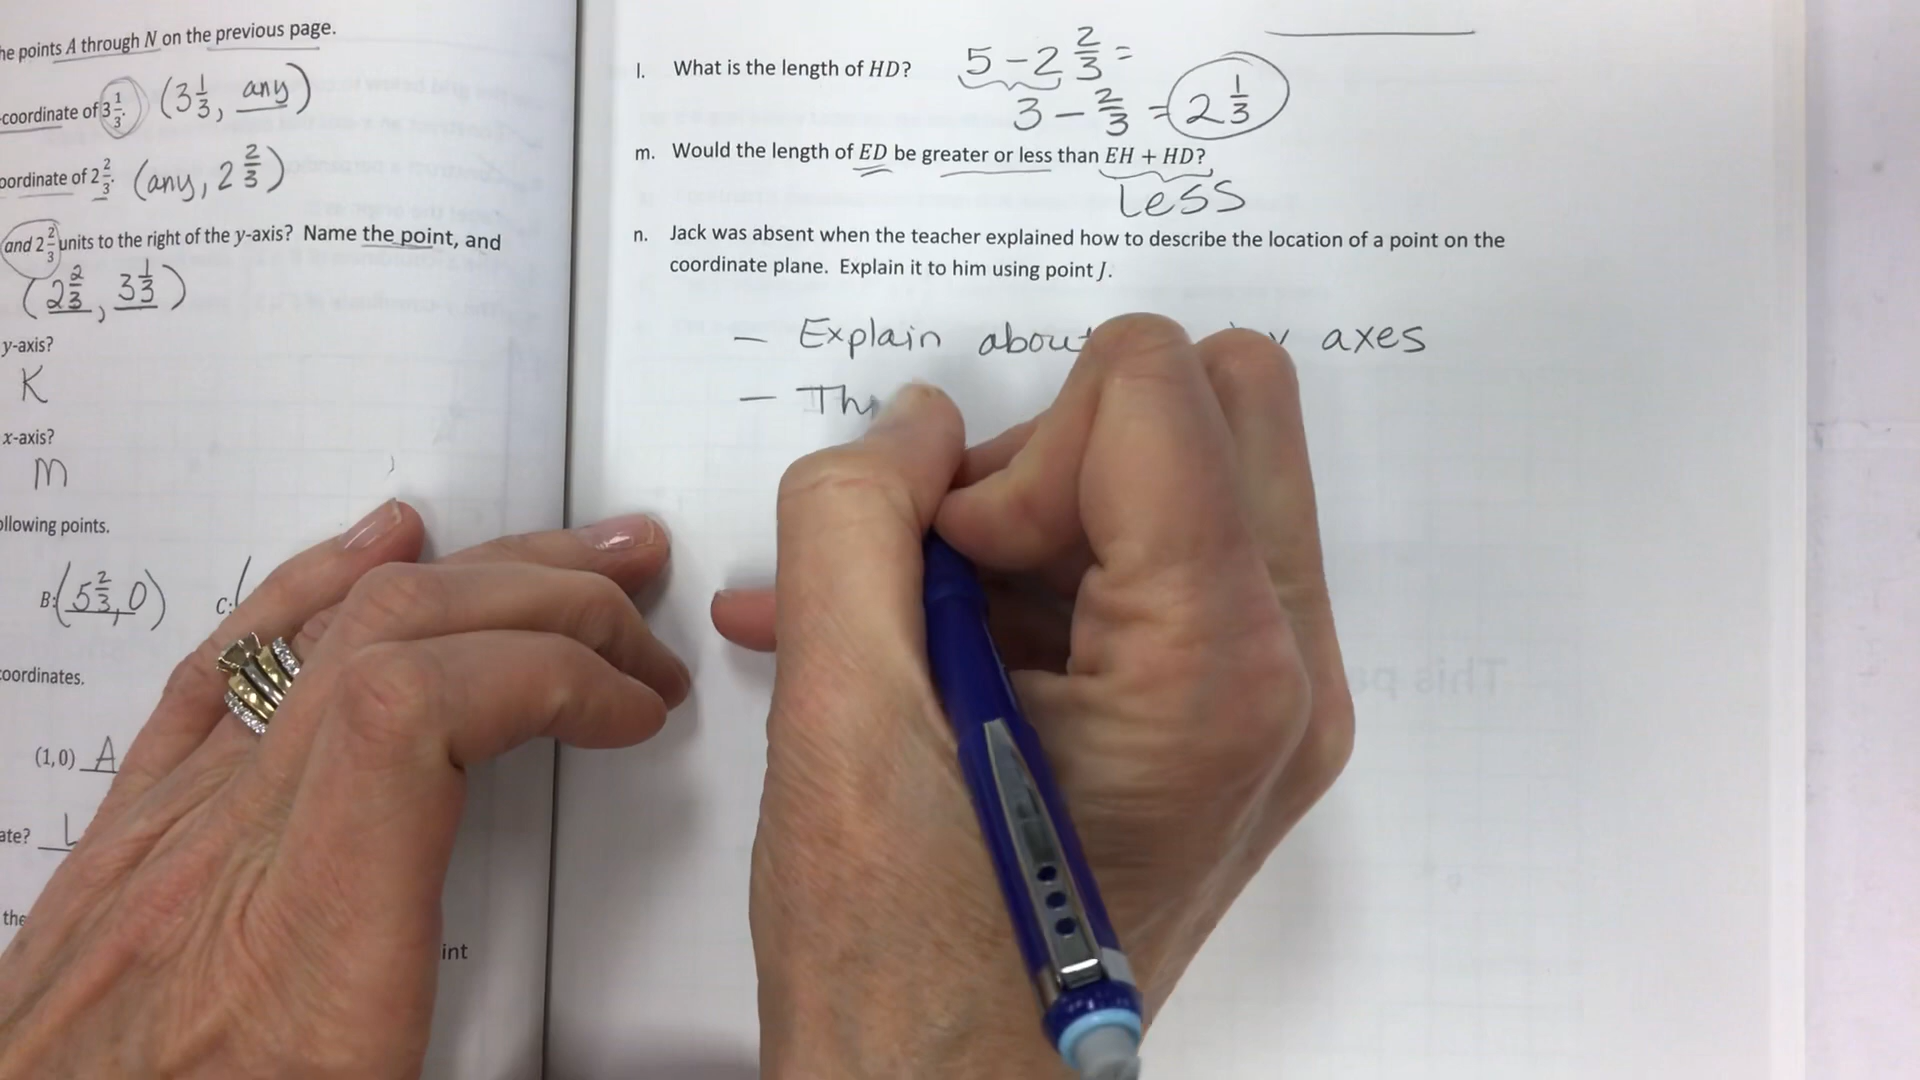 he points A through N on the previous page.
coordinate of 3 1/3. (3 1/3, any)
oordinate of 2 2/3. (any, 2 2/3)
and 2 2/3 units to the right of the y-axis? Name the point, and
(2 2/3, 3 1/3)
y-axis?
K
x-axis?
M
ollowing points.
B: (5 2/3, 0) C: (
coordinates.
(1,0) A
ate? L
the
int
l. What is the length of HD? 5 - 2 2/3 =
3 - 2/3 = 2 1/3
m. Would the length of ED be greater or less than EH + HD?
less
n. Jack was absent when the teacher explained how to describe the location of a point on the
coordinate plane. Explain it to him using point J.
— Explain about y axes
— Th
This pa